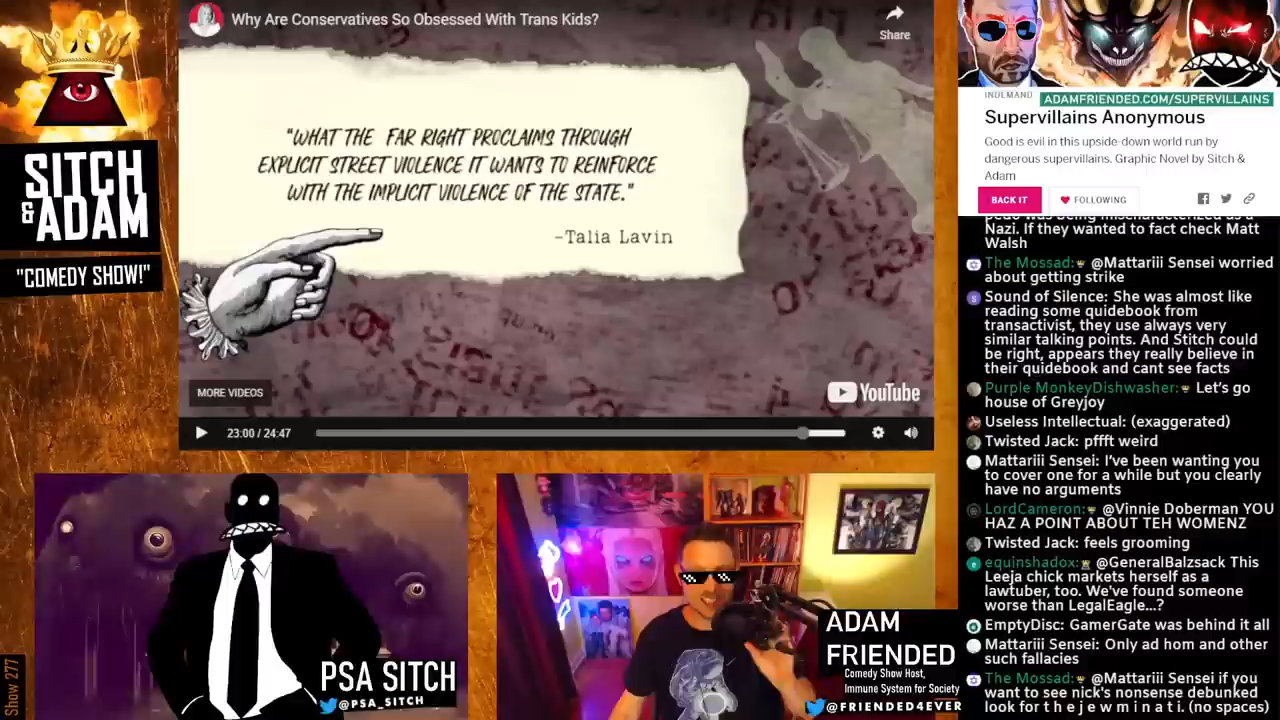 Why Are Conservatives So Obsessed With Trans Kids?
Share
"WHAT THE FAR RIGHT PROCLAIMS THROUGH
EXPLICIT STREET VIOLENCE IT WANTS TO REINFORCE
WITH THE IMPLICIT VIOLENCE OF THE STATE."
-Talia Lavin
MORE VIDEOS
YouTube
23:00 / 24:47
SITCH
& ADAM
"COMEDY SHOW!"
Show 277
PSA SITCH
@PSA_SITCH
ADAM
FRIENDED
Comedy Show Host,
Immune System for Society
@FRIENDED4EVER
INDEMAND
ADAMFRIENDED.COM/SUPERVILLAINS
Supervillains Anonymous
Good is evil in this upside-down world run by
dangerous supervillains. Graphic Novel by Sitch &
Adam
BACK IT
FOLLOWING
pedo was being mischaracterized as a
Nazi. If they wanted to fact check Matt
Walsh
The Mossad: @Mattariii Sensei worried
about getting strike
Sound of Silence: She was almost like
reading some quidebook from
transactivist, they use always very
similar talking points. And Stitch could
be right, appears they really believe in
their quidebook and cant see facts
Purple MonkeyDishwasher: Let's go
house of Greyjoy
Useless Intellectual: (exaggerated)
Twisted Jack: pffft weird
Mattariii Sensei: I've been wanting you
to cover one for a while but you clearly
have no arguments
LordCameron: @Vinnie Doberman YOU
HAZ A POINT ABOUT TEH WOMENZ
Twisted Jack: feels grooming
equinshadox: @GeneralBalzsack This
Leeja chick markets herself as a
lawtuber, too. We've found someone
worse than LegalEagle...?
EmptyDisc: GamerGate was behind it all
Mattariii Sensei: Only ad hom and other
such fallacies
The Mossad: @Mattariii Sensei if you
want to see nick's nonsense debunked
look for t h e j e w m i n a t i. (no spaces)